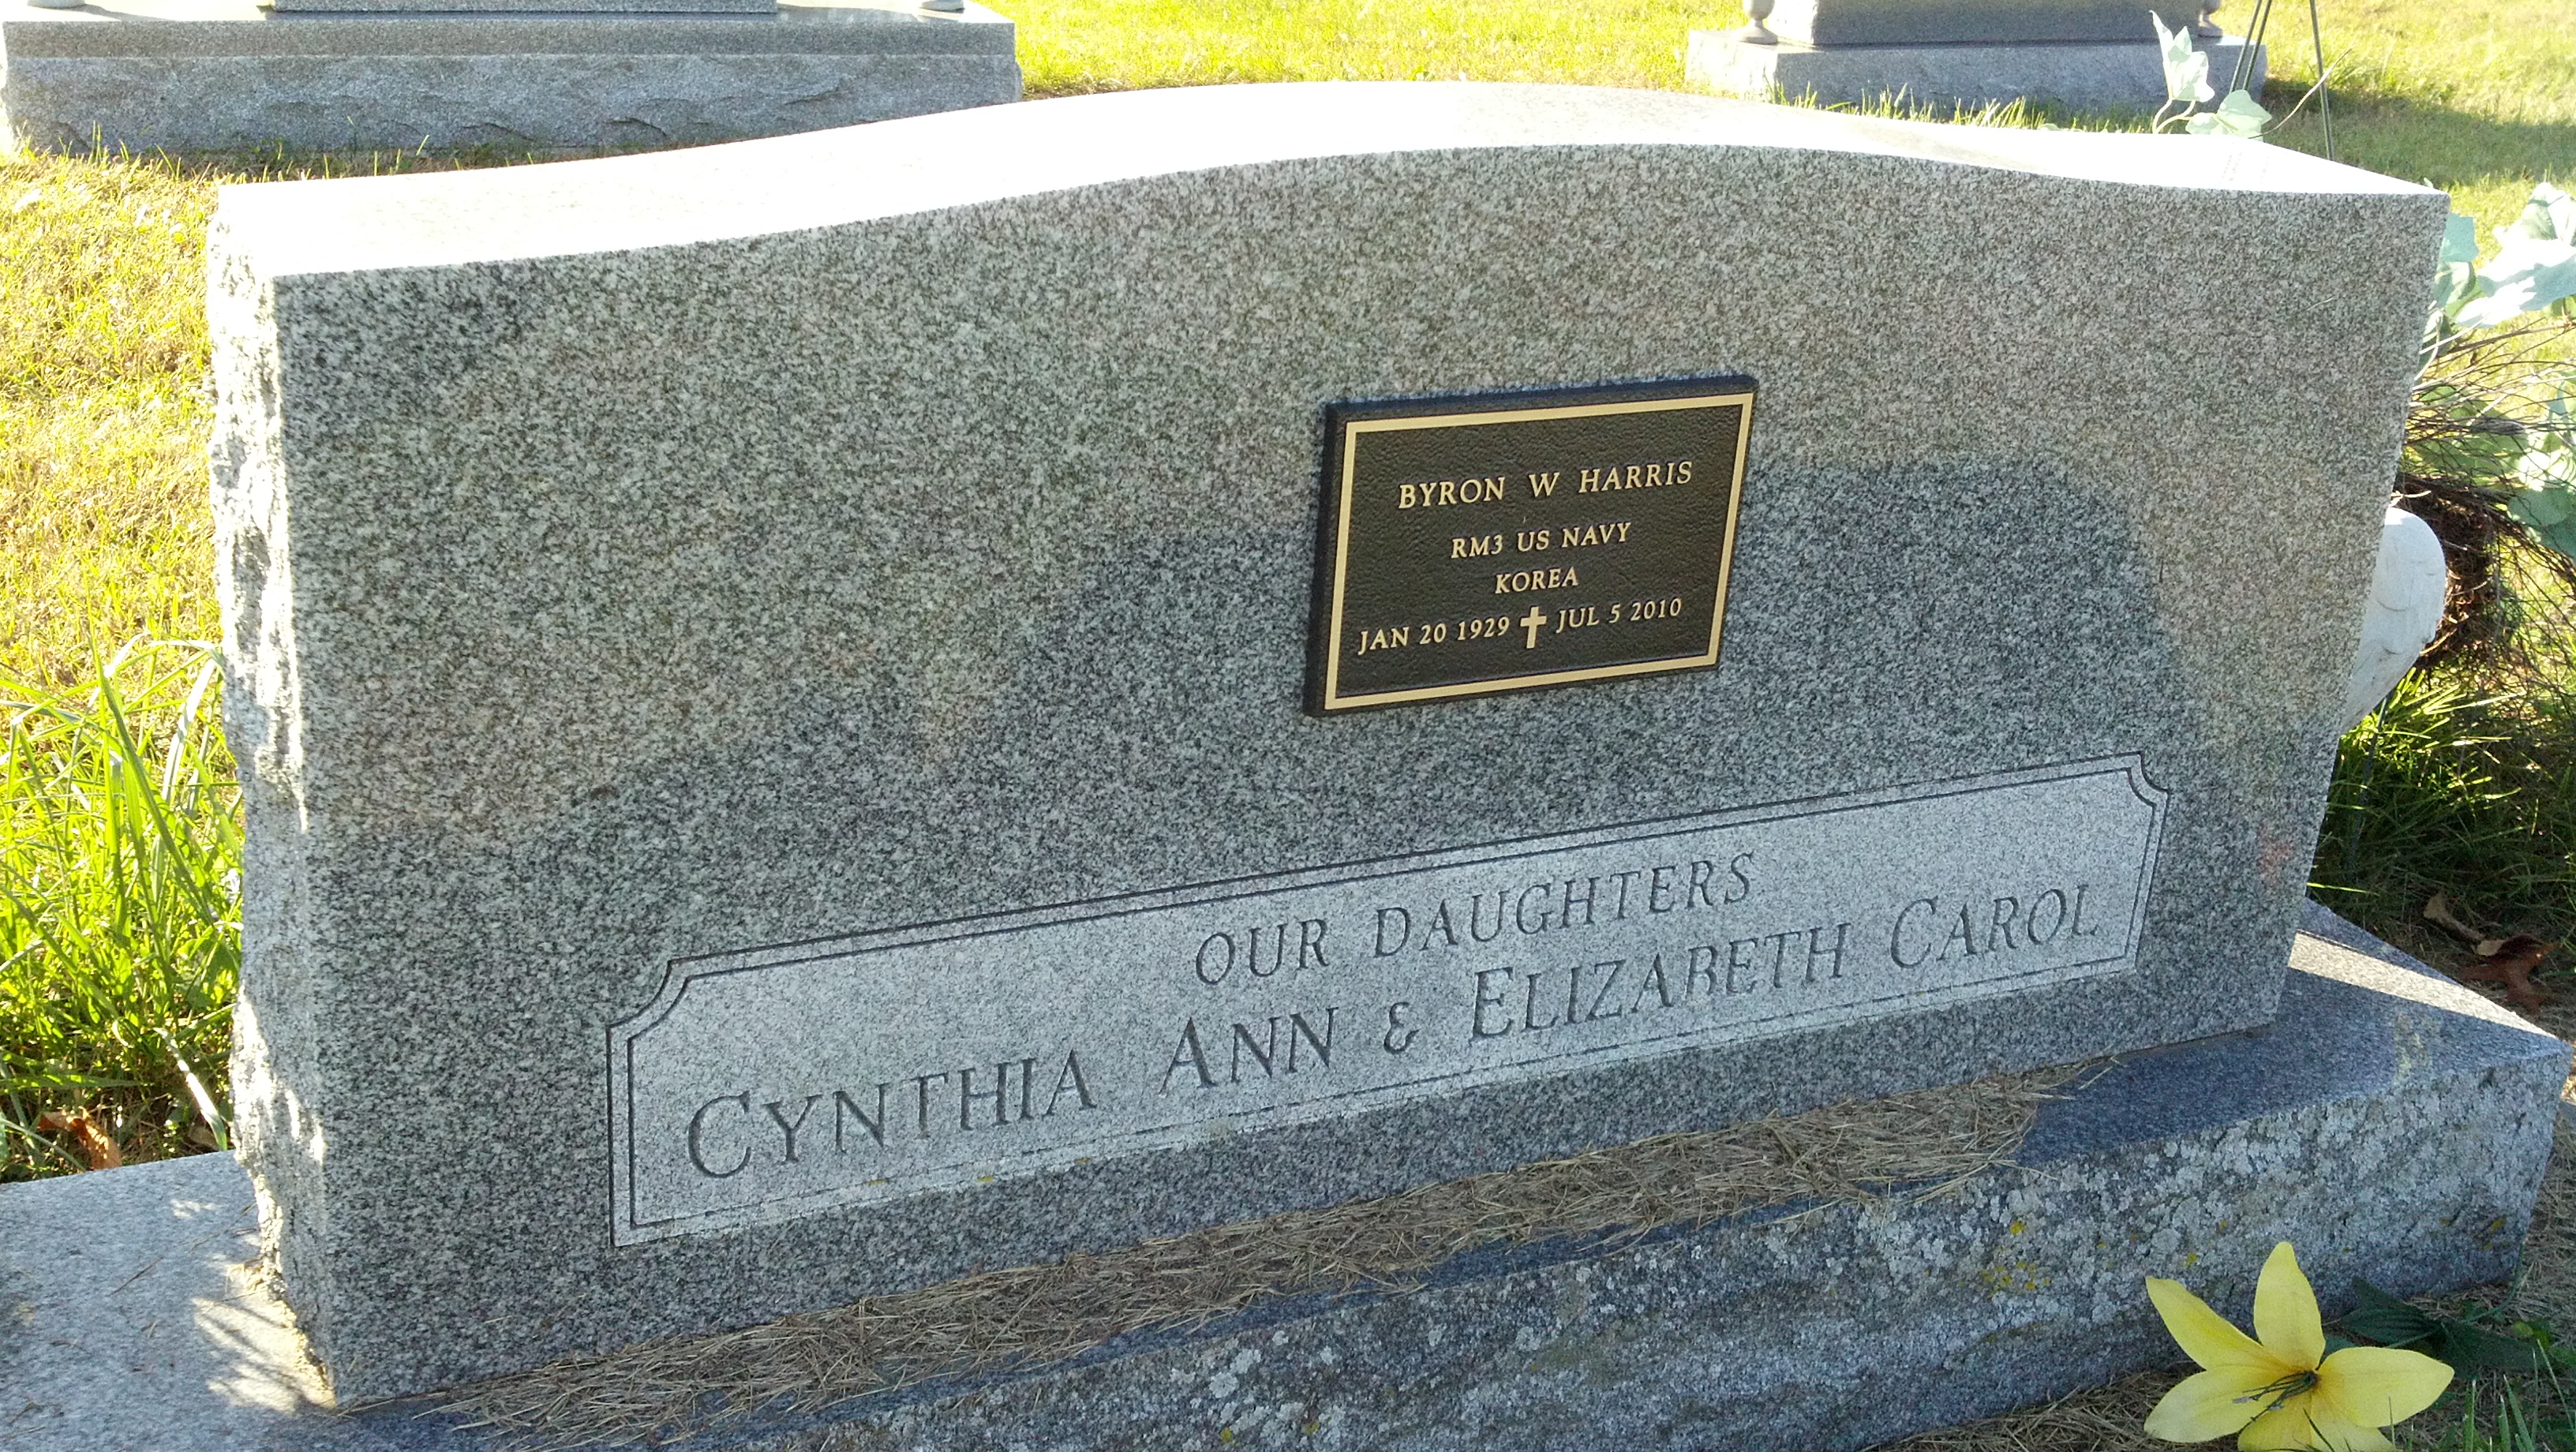 BYRON W HARRIS
RM3 US NAVY
KOREA
JAN 20 1929 ✝ JUL 5 2010
OUR DAUGHTERS
CYNTHIA ANN & ELIZABETH CAROL